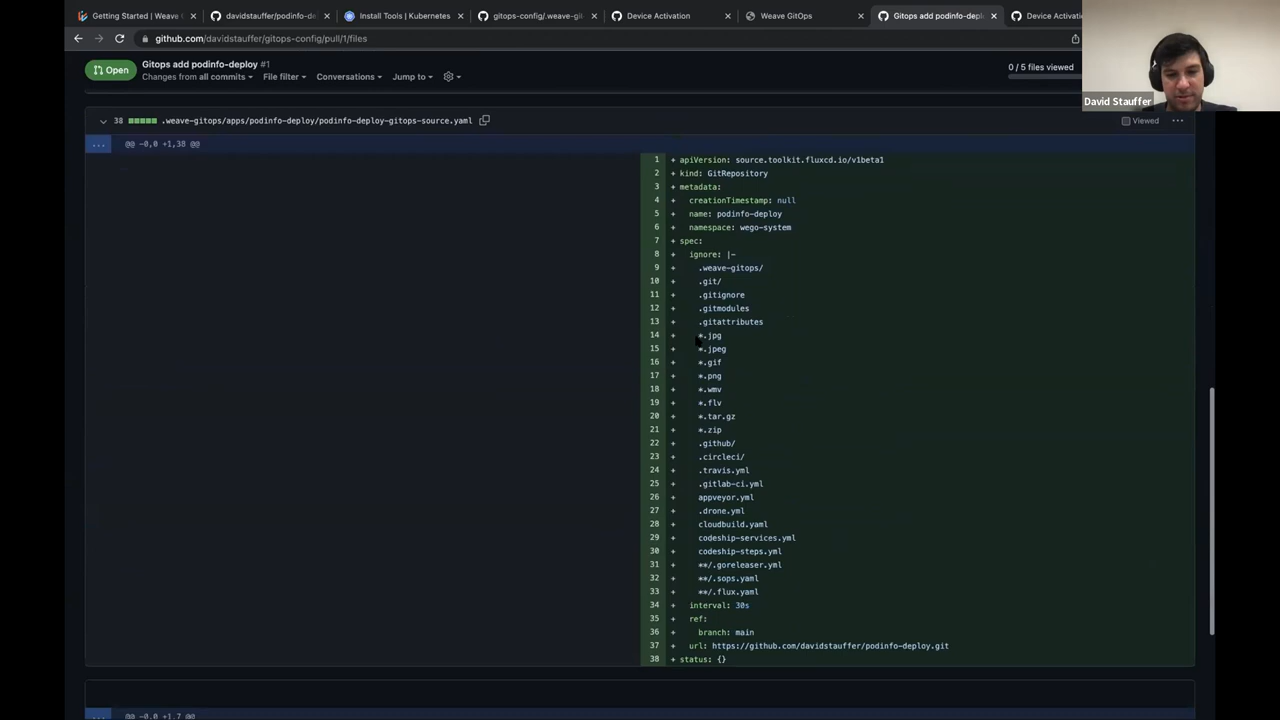 Getting Started | Weave G
davidstauffer/podinfo-de
Install Tools | Kubernetes
gitops-config/.weave-git
Device Activation
Weave GitOps
Gitops add podinfo-deplo
Device Activati
github.com/davidstauffer/gitops-config/pull/1/files
Open
Gitops add podinfo-deploy #1
Changes from all commits
File filter
Conversations
Jump to
0 / 5 files viewed
David Stauffer
38 .weave-gitops/apps/podinfo-deploy/podinfo-deploy-gitops-source.yaml
Viewed
... @@ -0,0 +1,38 @@
1 + apiVersion: source.toolkit.fluxcd.io/v1beta1
2 + kind: GitRepository
3 + metadata:
4 + creationTimestamp: null
5 + name: podinfo-deploy
6 + namespace: wego-system
7 + spec:
8 + ignore: |-
9 + .weave-gitops/
10 + .git/
11 + .gitignore
12 + .gitmodules
13 + .gitattributes
14 + *.jpg
15 + *.jpeg
16 + *.gif
17 + *.png
18 + *.wmv
19 + *.flv
20 + *.tar.gz
21 + *.zip
22 + .github/
23 + .circleci/
24 + .travis.yml
25 + .gitlab-ci.yml
26 + appveyor.yml
27 + .drone.yml
28 + cloudbuild.yaml
29 + codeship-services.yml
30 + codeship-steps.yml
31 + **/.goreleaser.yml
32 + **/.sops.yaml
33 + **/.flux.yaml
34 + interval: 30s
35 + ref:
36 + branch: main
37 + url: https://github.com/davidstauffer/podinfo-deploy.git
38 + status: {}
... @@ -0,0 +1,7 @@